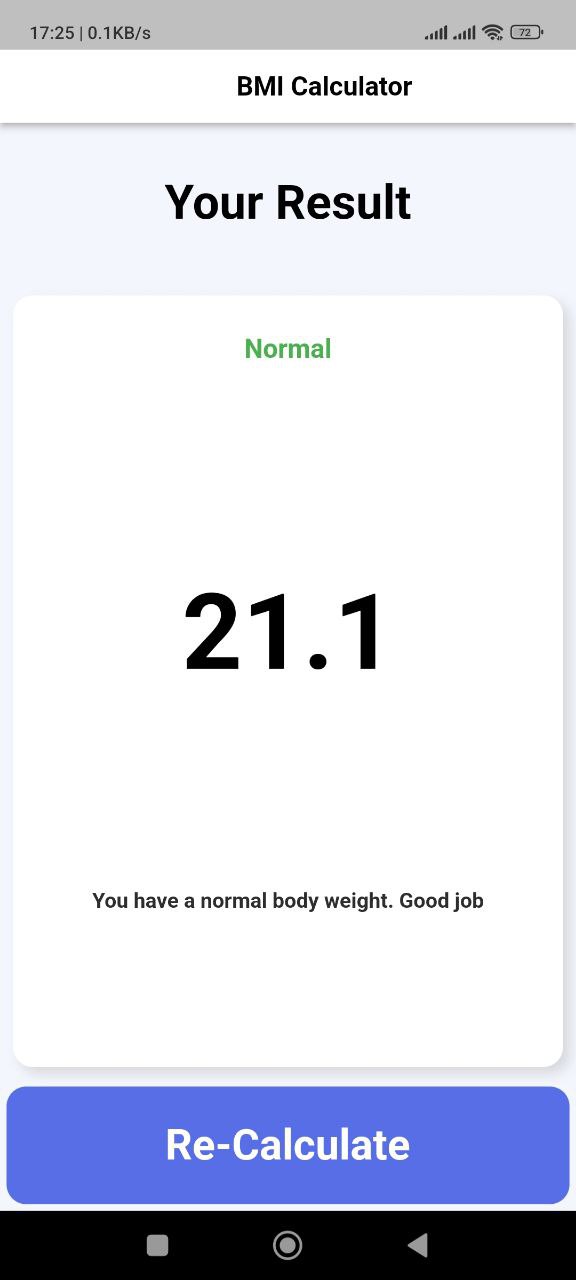 17:25 | 0.1KB/s
72
BMI Calculator
Your Result
Normal
21.1
You have a normal body weight. Good job
Re-Calculate